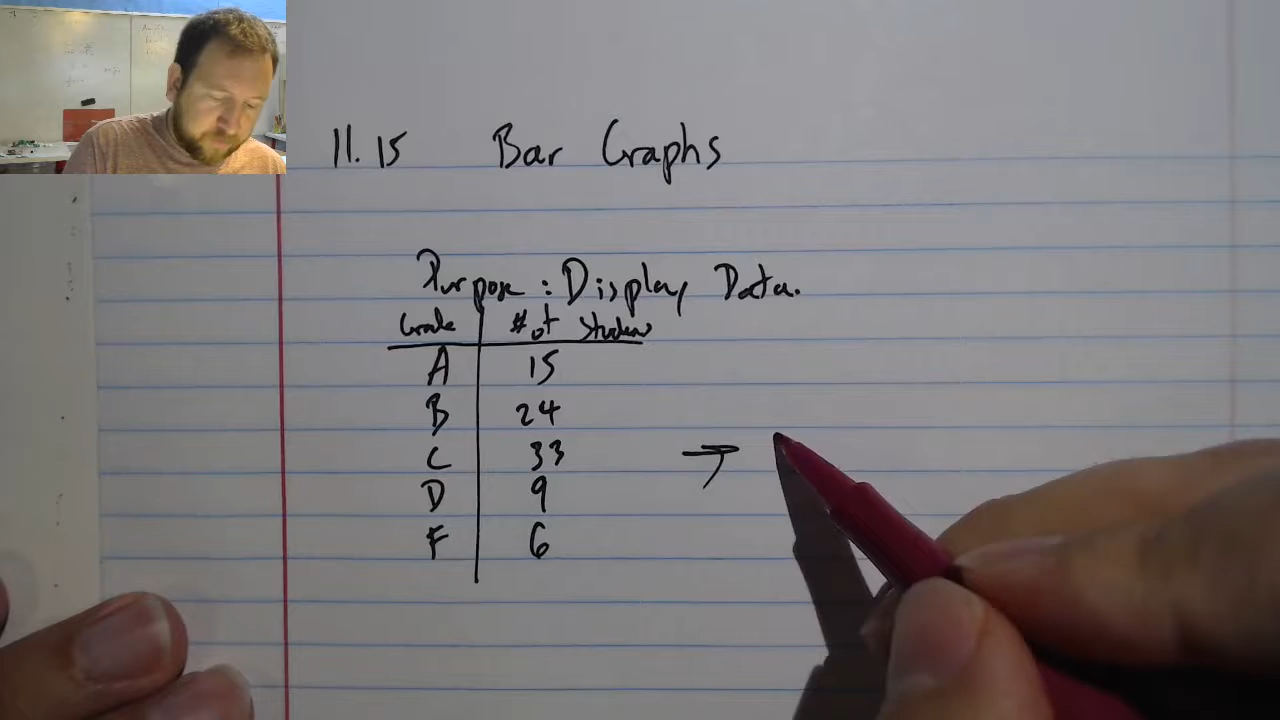 11.15 Bar Graphs
Purpose: Display Data.
Grade # of Students
A 15
B 24
C 33
D 9
F 6